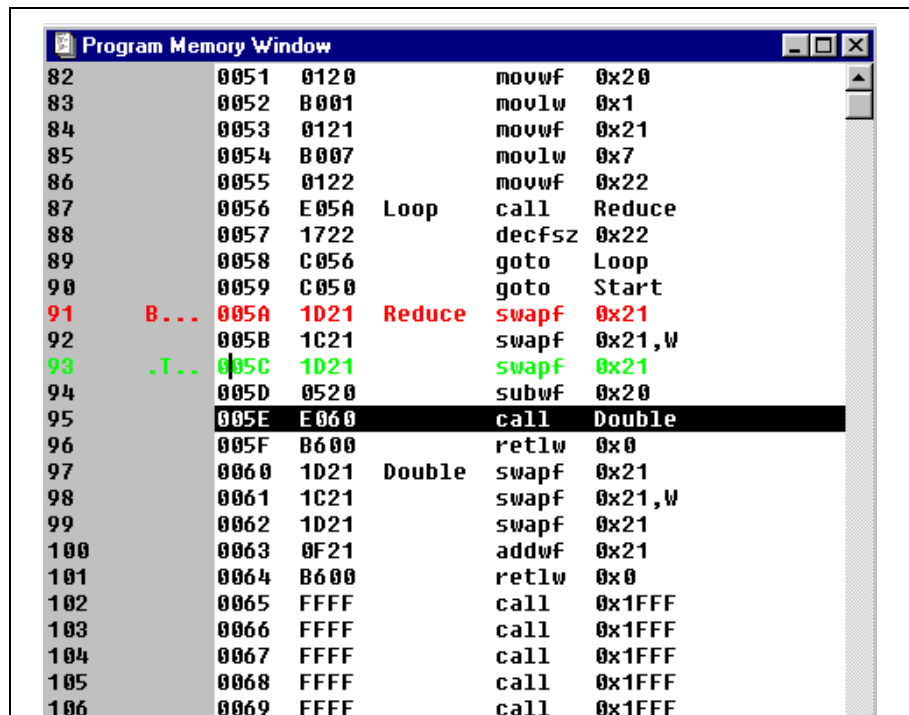 Program Memory Window
82 0051 0120 movwf 0x20
83 0052 B001 movlw 0x1
84 0053 0121 movwf 0x21
85 0054 B007 movlw 0x7
86 0055 0122 movwf 0x22
87 0056 E05A Loop call Reduce
88 0057 1722 decfsz 0x22
89 0058 C056 goto Loop
90 0059 C050 goto Start
91 B... 005A 1D21 Reduce swapf 0x21
92 005B 1C21 swapf 0x21,W
93 .T.. 005C 1D21 swapf 0x21
94 005D 0520 subwf 0x20
95 005E E060 call Double
96 005F B600 retlw 0x0
97 0060 1D21 Double swapf 0x21
98 0061 1C21 swapf 0x21,W
99 0062 1D21 swapf 0x21
100 0063 0F21 addwf 0x21
101 0064 B600 retlw 0x0
102 0065 FFFF call 0x1FFF
103 0066 FFFF call 0x1FFF
104 0067 FFFF call 0x1FFF
105 0068 FFFF call 0x1FFF
106 0069 FFFF call 0x1FFF